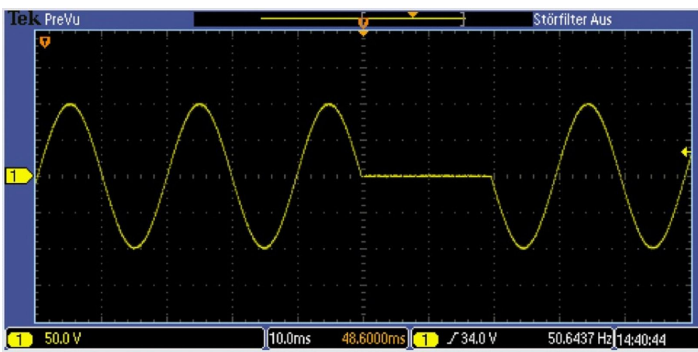 Tek PreVu
T
Störfilter Aus
T
1
1 50.0 V
10.0ms 48.6000ms
1 34.0 V 50.6437 Hz
14:40:44